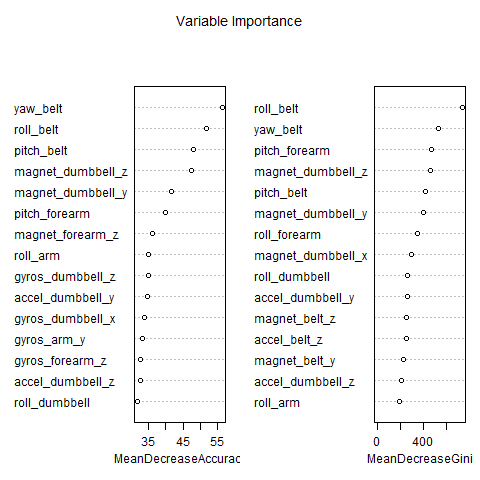 Variable Importance
yaw_belt
roll_belt
pitch_belt
magnet_dumbbell_z
magnet_dumbbell_y
pitch_forearm
magnet_forearm_z
roll_arm
gyros_dumbbell_z
accel_dumbbell_y
gyros_dumbbell_x
gyros_arm_y
gyros_forearm_z
accel_dumbbell_z
roll_dumbbell
35 45 55
MeanDecreaseAccurac
roll_belt
yaw_belt
pitch_forearm
magnet_dumbbell_z
pitch_belt
magnet_dumbbell_y
roll_forearm
magnet_dumbbell_x
roll_dumbbell
accel_dumbbell_y
magnet_belt_z
accel_belt_z
magnet_belt_y
accel_dumbbell_z
roll_arm
0 400
MeanDecreaseGini